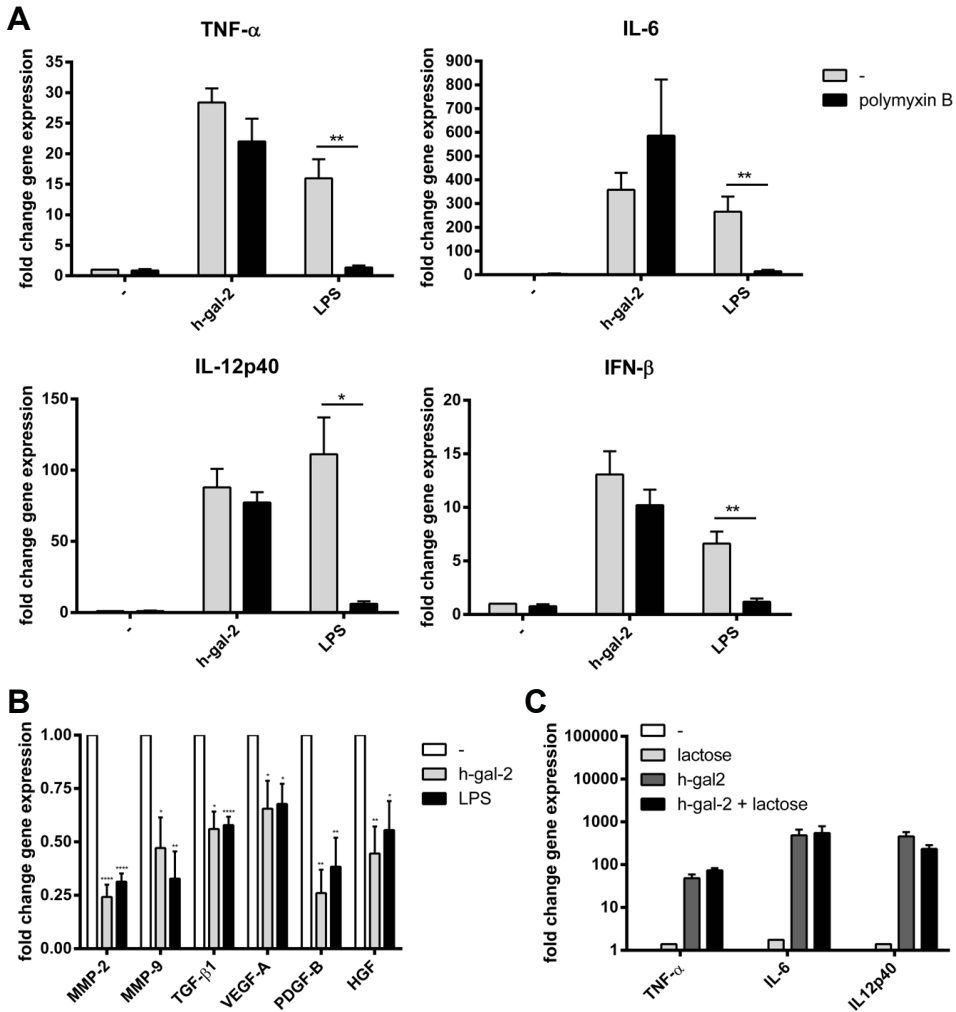 A
TNF-α
fold change gene expression
35
30
25
20
15
10
5
0
**
-
h-gal-2
LPS
IL-6
fold change gene expression
900
800
700
600
500
400
300
200
100
0
**
-
h-gal-2
LPS
-
polymyxin B
IL-12p40
fold change gene expression
150
100
50
0
*
-
h-gal-2
LPS
IFN-β
fold change gene expression
20
15
10
5
0
**
-
h-gal-2
LPS
B
fold change gene expression
1.00
0.75
0.50
0.25
0.00
**** ****
* **
* ****
* *
** **
** *
MMP-2
MMP-9
TGF-β1
VEGF-A
PDGF-B
HGF
-
h-gal-2
LPS
C
fold change gene expression
100000
10000
1000
100
10
1
-
lactose
h-gal2
h-gal-2 + lactose
TNF-α
IL-6
IL12p40